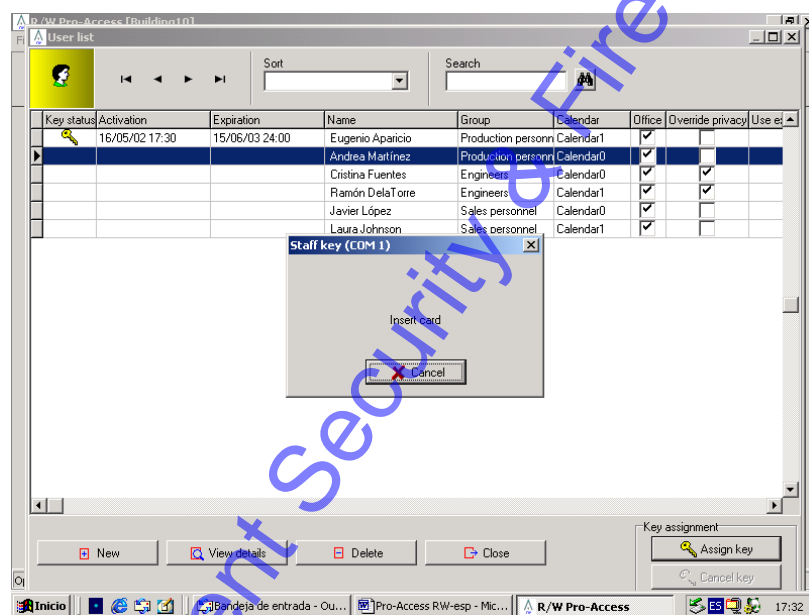 R/W Pro-Access [Building10]
User list
Sort
Search
Key status Activation Expiration Name Group Calendar Office Override privacy Use e
16/05/02 17:30 15/06/03 24:00 Eugenio Aparicio Production personn Calendar1
Andrea Martínez Production personn Calendar0
Cristina Fuentes Engineers Calendar0
Ramón DelaTorre Engineers Calendar1
Javier López Sales personnel Calendar0
Laura Johnson Sales personnel Calendar1
Staff key (COM 1)
Insert card
Cancel
Key assignment
New View details Delete Close Assign key
Cancel key
Inicio Bandeja de entrada - Ou... Pro-Access RW-esp - Mic... R/W Pro-Access ES 17:32
ent Security & Fire